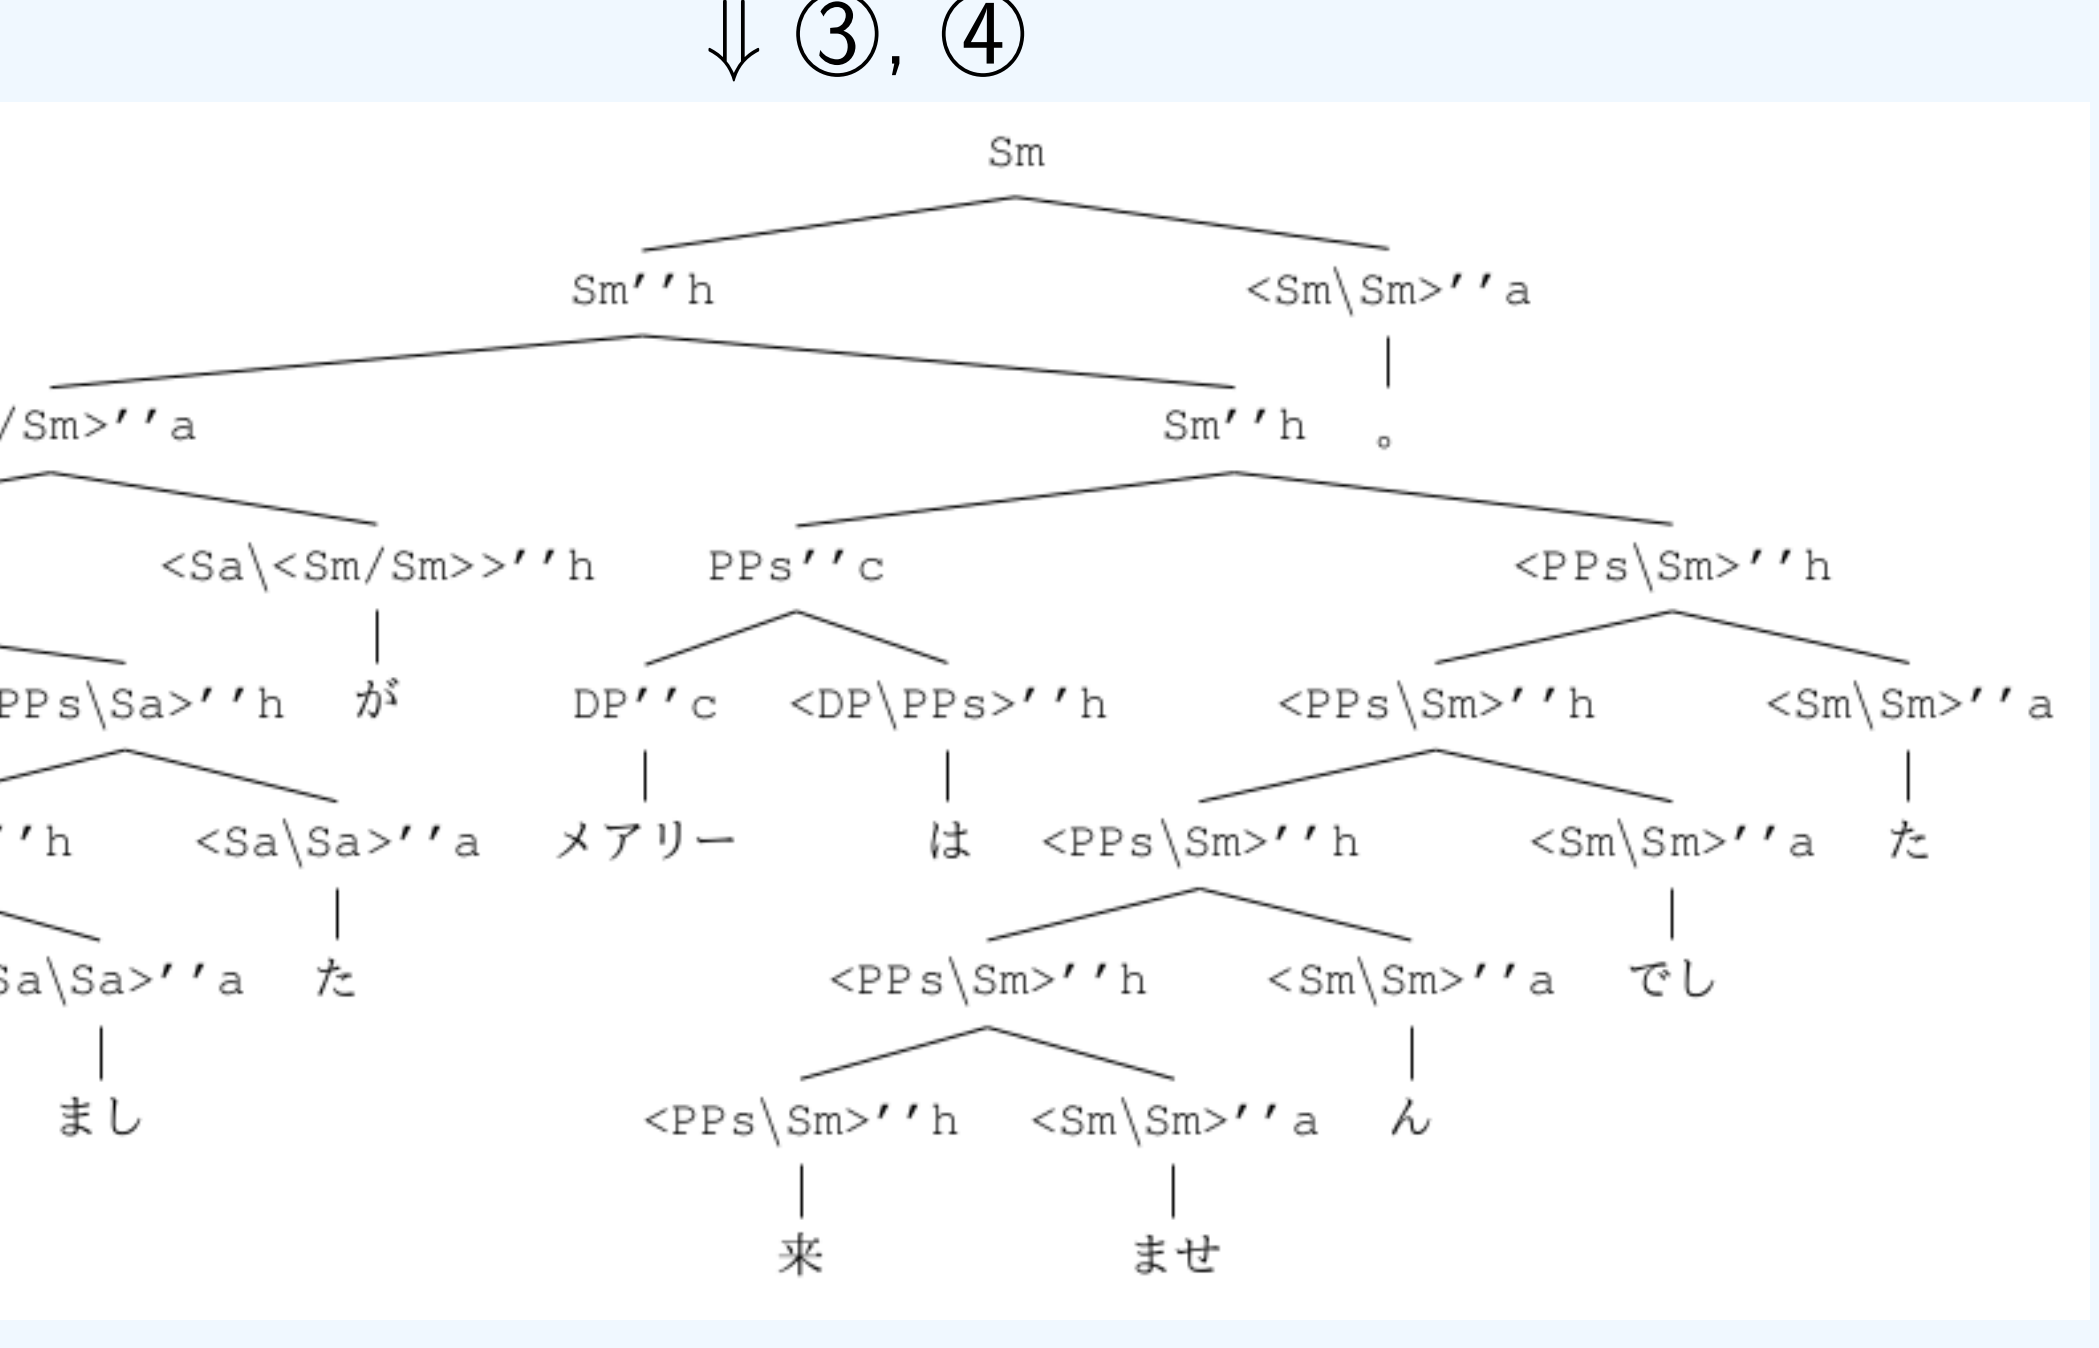 ⇓ ③, ④
Sm
Sm′′h <Sm\Sm>′′a
/Sm>′′a Sm′′h 。
<Sa\<Sm/Sm>>′′h PPs′′c <PPs\Sm>′′h
PPs\Sa>′′h が DP′′c <DP\PPs>′′h <PPs\Sm>′′h <Sm\Sm>′′a
′′h <Sa\Sa>′′a メアリー は <PPs\Sm>′′h <Sm\Sm>′′a た
Sa\Sa>′′a た <PPs\Sm>′′h <Sm\Sm>′′a でし
まし <PPs\Sm>′′h <Sm\Sm>′′a ん
来 ませ